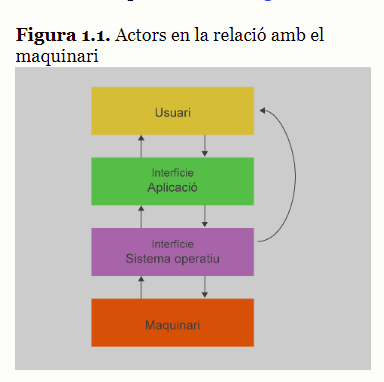 Figura 1.1. Actors en la relació amb el
maquinari
Usuari
Interfície
Aplicació
Interfície
Sistema operatiu
Maquinari